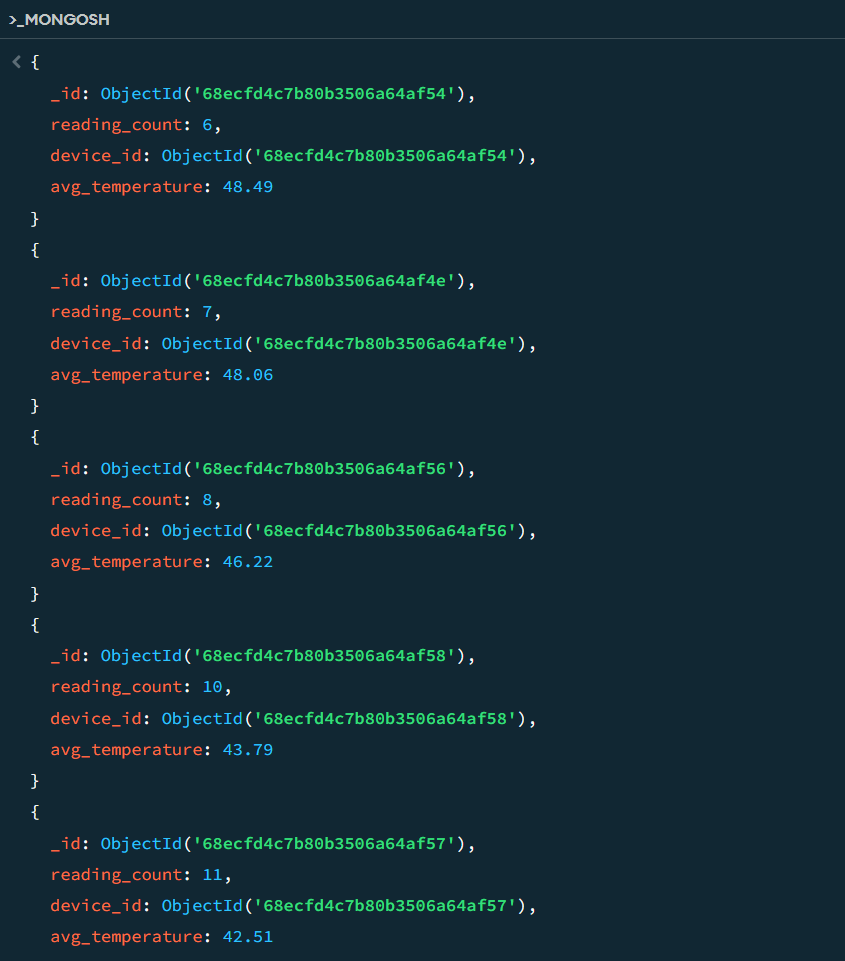 >_MONGOSH
< {
_id: ObjectId('68ecfd4c7b80b3506a64af54'),
reading_count: 6,
device_id: ObjectId('68ecfd4c7b80b3506a64af54'),
avg_temperature: 48.49
}
{
_id: ObjectId('68ecfd4c7b80b3506a64af4e'),
reading_count: 7,
device_id: ObjectId('68ecfd4c7b80b3506a64af4e'),
avg_temperature: 48.06
}
{
_id: ObjectId('68ecfd4c7b80b3506a64af56'),
reading_count: 8,
device_id: ObjectId('68ecfd4c7b80b3506a64af56'),
avg_temperature: 46.22
}
{
_id: ObjectId('68ecfd4c7b80b3506a64af58'),
reading_count: 10,
device_id: ObjectId('68ecfd4c7b80b3506a64af58'),
avg_temperature: 43.79
}
{
_id: ObjectId('68ecfd4c7b80b3506a64af57'),
reading_count: 11,
device_id: ObjectId('68ecfd4c7b80b3506a64af57'),
avg_temperature: 42.51